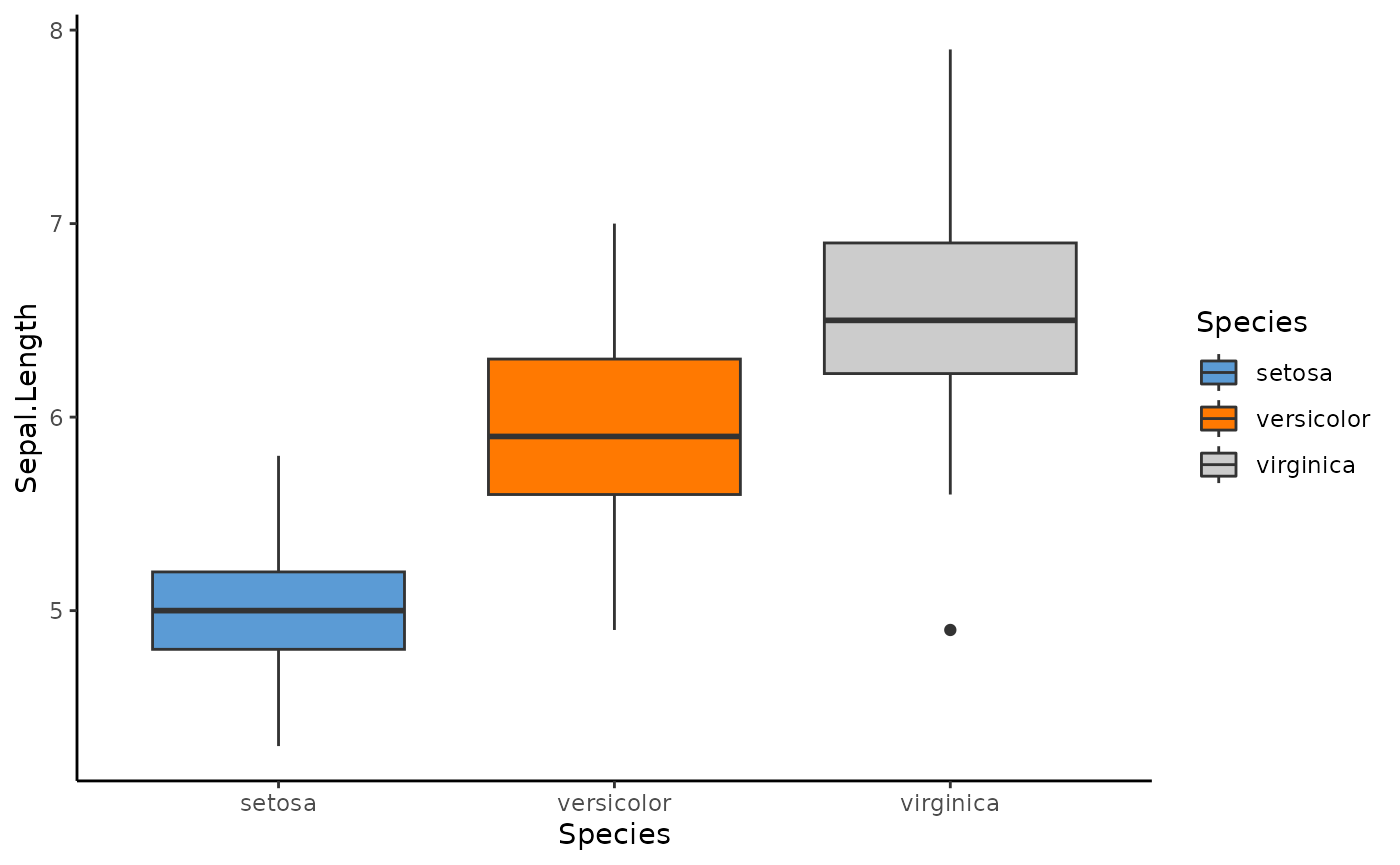 Sepal.Length
8
7
6
5
setosa versicolor virginica
Species
Species
setosa
versicolor
virginica